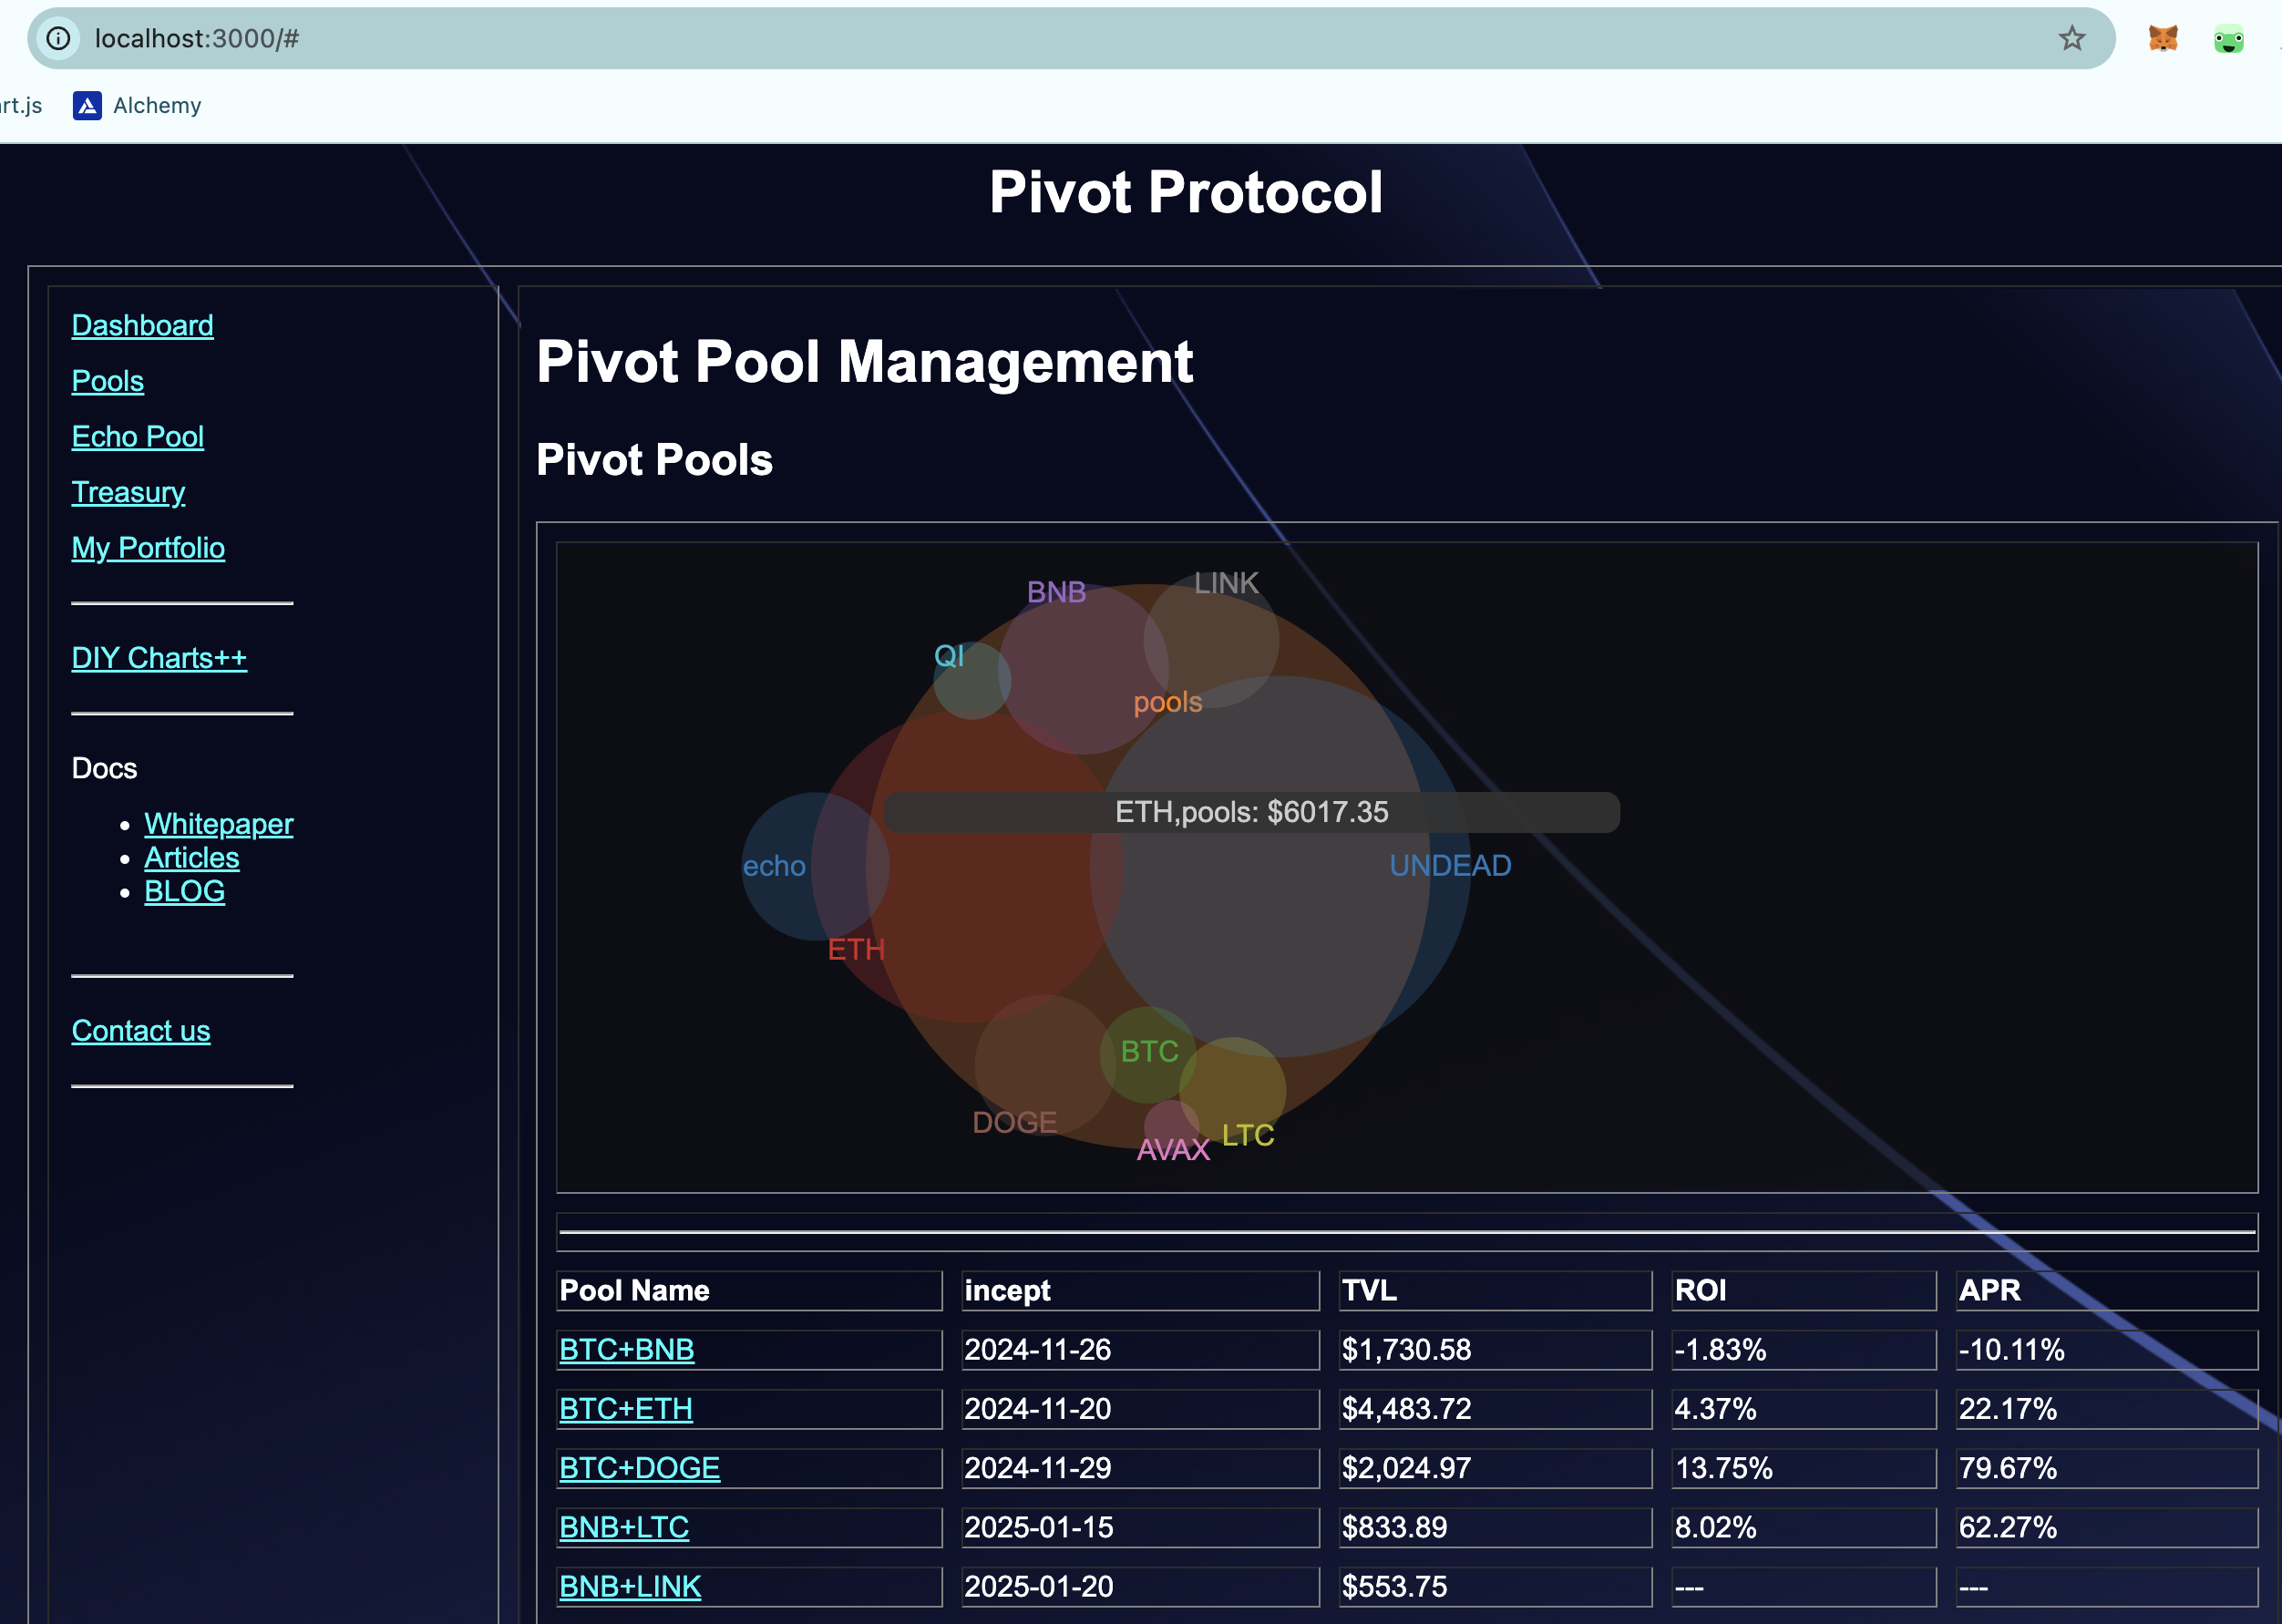 localhost:3000/#
rt.js Alchemy
Pivot Protocol
Dashboard
Pools
Echo Pool
Treasury
My Portfolio
DIY Charts++
Docs
Whitepaper
Articles
BLOG
Contact us
Pivot Pool Management
Pivot Pools
LINK
BNB
QI
pools
ETH,pools: $6017.35
echo
UNDEAD
ETH
BTC
DOGE
LTC
AVAX
Pool Name incept TVL ROI APR
BTC+BNB 2024-11-26 $1,730.58 -1.83% -10.11%
BTC+ETH 2024-11-20 $4,483.72 4.37% 22.17%
BTC+DOGE 2024-11-29 $2,024.97 13.75% 79.67%
BNB+LTC 2025-01-15 $833.89 8.02% 62.27%
BNB+LINK 2025-01-20 $553.75 --- ---